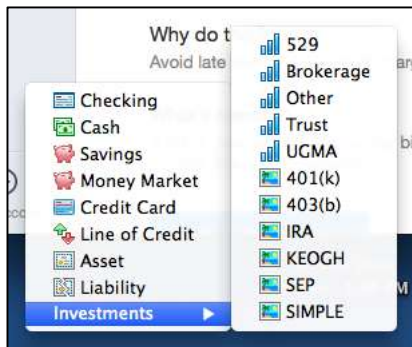 Why do t
Avoid late
Checking
Cash
Savings
Money Market
Credit Card
Line of Credit
Asset
Liability
Investments
529
Brokerage
Other
Trust
UGMA
401(k)
403(b)
IRA
KEOGH
SEP
SIMPLE